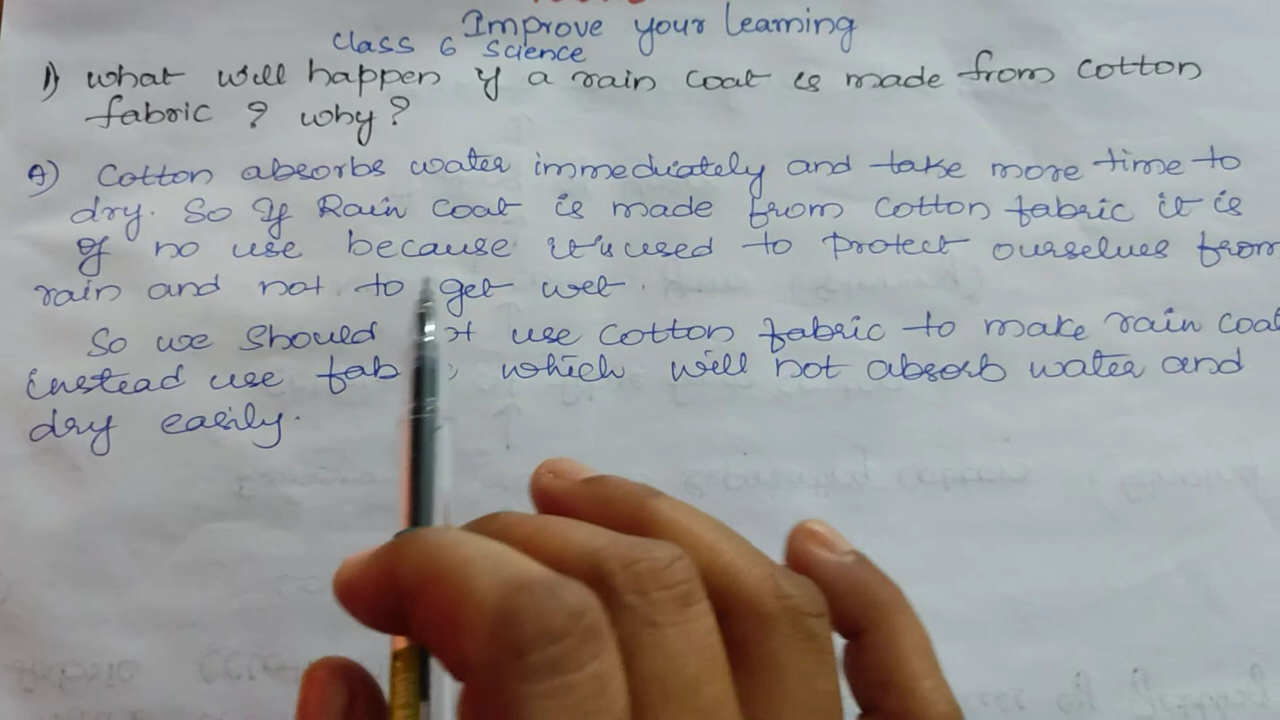 Improve your learning
Class 6 Science
1) what will happen if a rain coat is made from cotton
fabric ? why ?
A) Cotton absorbs water immediately and take more time to
dry. So If Rain coat is made from cotton fabric it is
of no use because it's used to protect ourselves from
rain and not to get wet.
So we should use cotton fabric to make rain coat
instead use which will not absorb water and
dry easily.